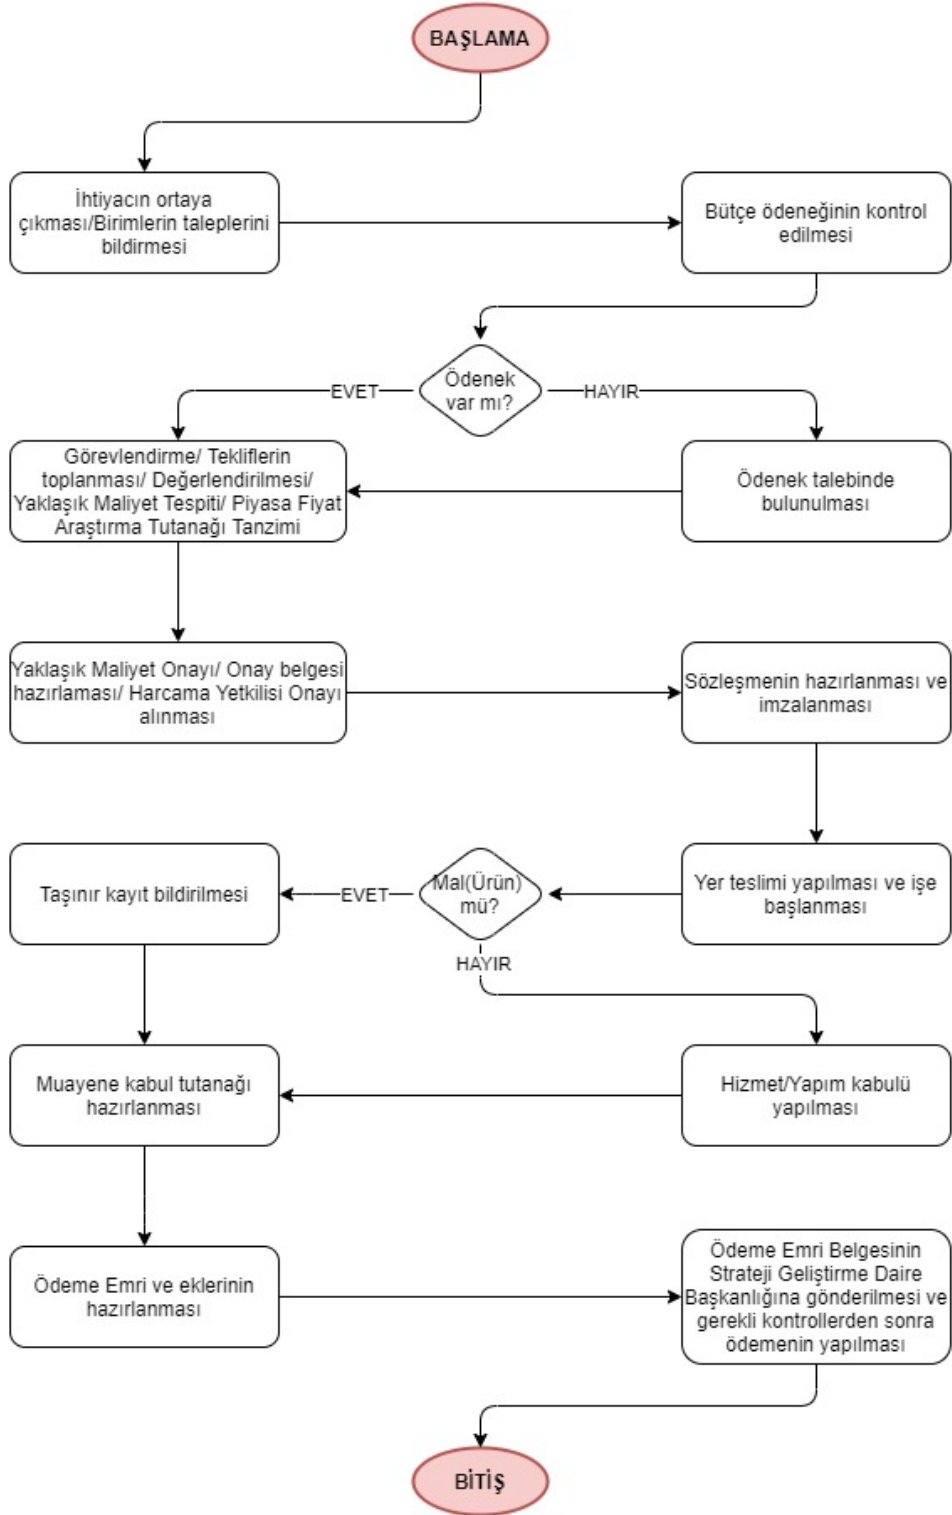 BAŞLAMA
İhtiyacın ortaya
çıkması/Birimlerin taleplerini
bildirmesi
Bütçe ödeneğinin kontrol
edilmesi
Ödenek
var mı?
EVET
HAYIR
Görevlendirme/ Tekliflerin
toplanması/ Değerlendirilmesi/
Yaklaşık Maliyet Tespiti/ Piyasa Fiyat
Araştırma Tutanağı Tanzimi
Ödenek talebinde
bulunulması
Yaklaşık Maliyet Onayı/ Onay belgesi
hazırlaması/ Harcama Yetkilisi Onayı
alınması
Sözleşmenin hazırlanması ve
imzalanması
Yer teslimi yapılması ve işe
başlanması
Mal(Ürün)
mü?
EVET
HAYIR
Taşınır kayıt bildirilmesi
Hizmet/Yapım kabulü
yapılması
Muayene kabul tutanağı
hazırlanması
Ödeme Emri ve eklerinin
hazırlanması
Ödeme Emri Belgesinin
Strateji Geliştirme Daire
Başkanlığına gönderilmesi ve
gerekli kontrollerden sonra
ödemenin yapılması
BİTİŞ